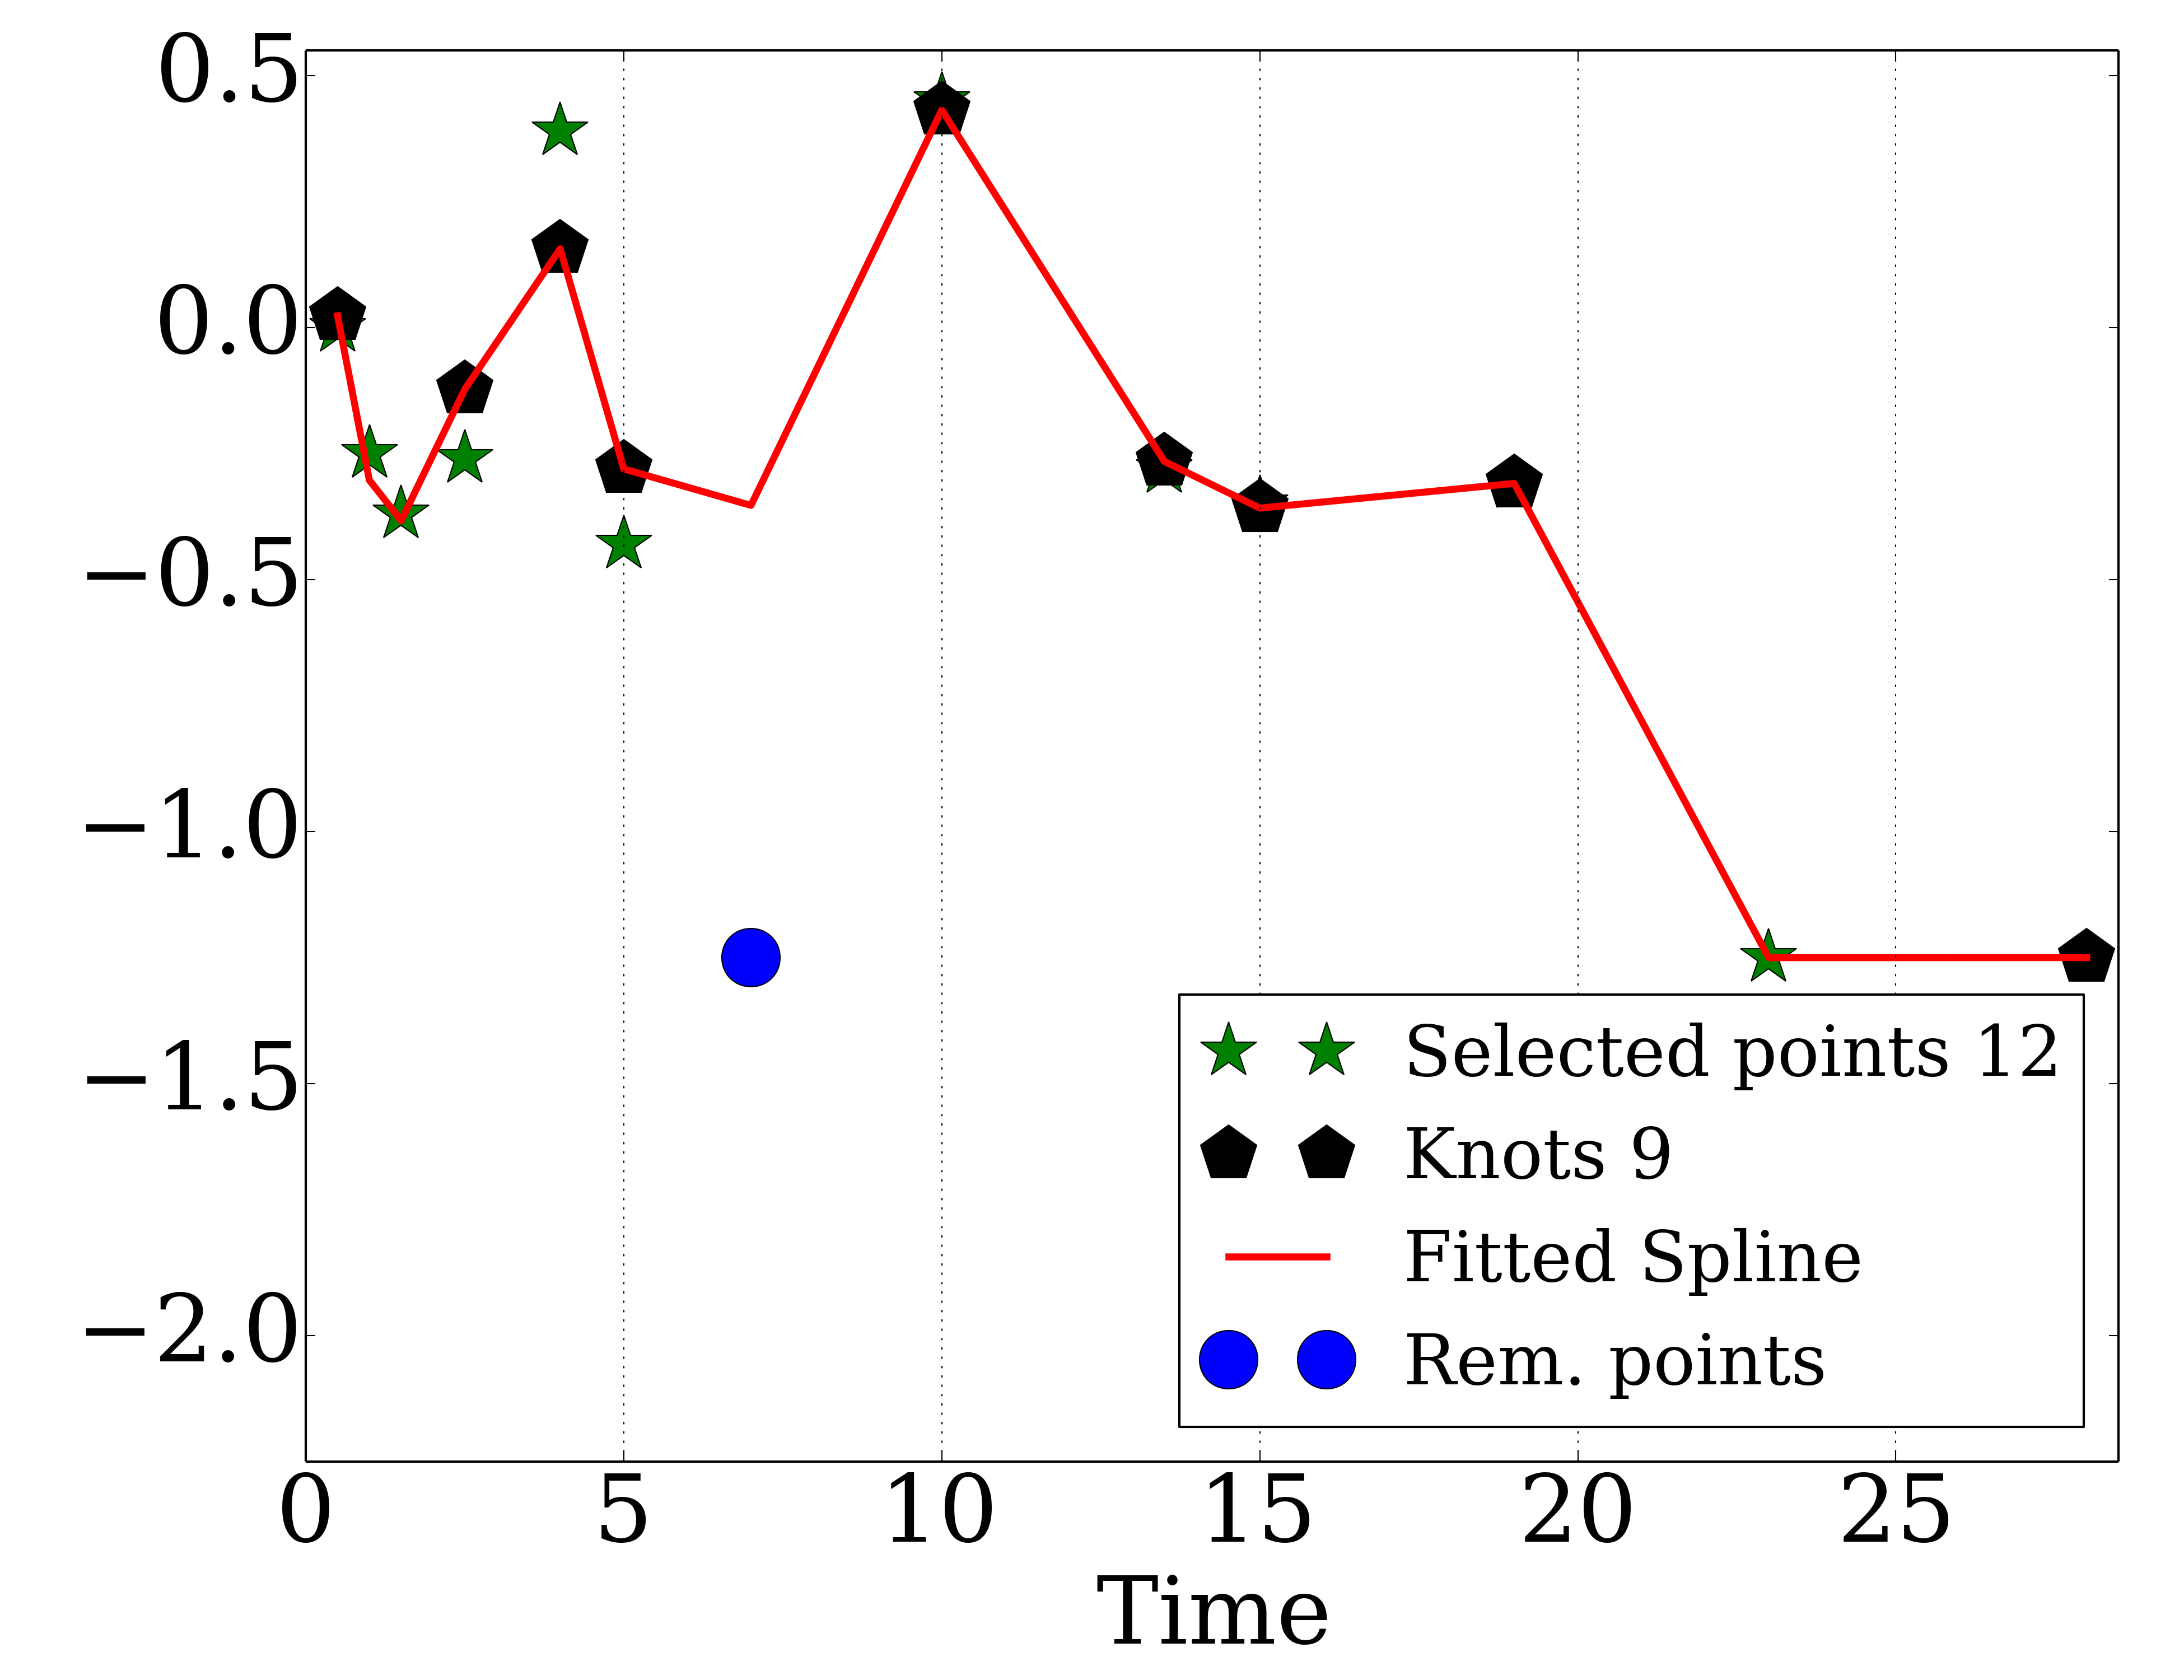 0.5
0.0
−0.5
−1.0
−1.5
−2.0
Selected points 12
Knots 9
Fitted Spline
Rem. points
0 5 10 15 20 25
Time